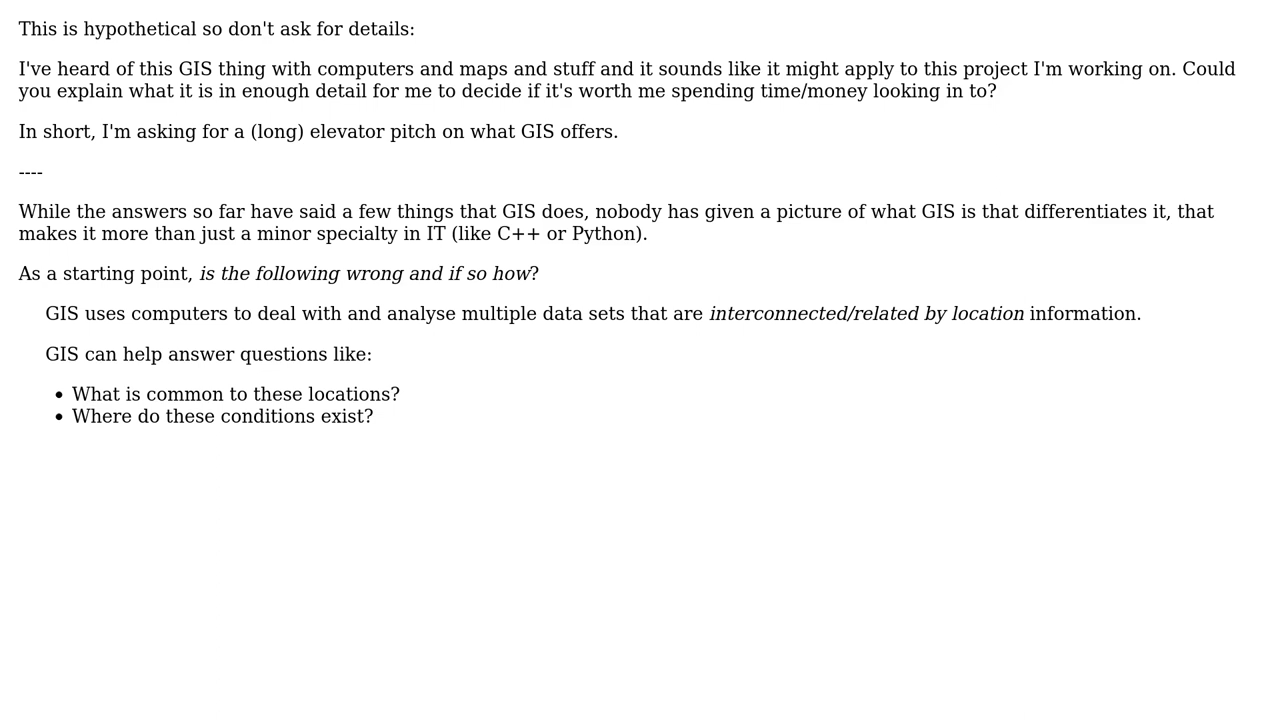 This is hypothetical so don't ask for details:
I've heard of this GIS thing with computers and maps and stuff and it sounds like it might apply to this project I'm working on. Could
you explain what it is in enough detail for me to decide if it's worth me spending time/money looking in to?
In short, I'm asking for a (long) elevator pitch on what GIS offers.
----
While the answers so far have said a few things that GIS does, nobody has given a picture of what GIS is that differentiates it, that
makes it more than just a minor specialty in IT (like C++ or Python).
As a starting point, is the following wrong and if so how?
GIS uses computers to deal with and analyse multiple data sets that are interconnected/related by location information.
GIS can help answer questions like:
• What is common to these locations?
• Where do these conditions exist?